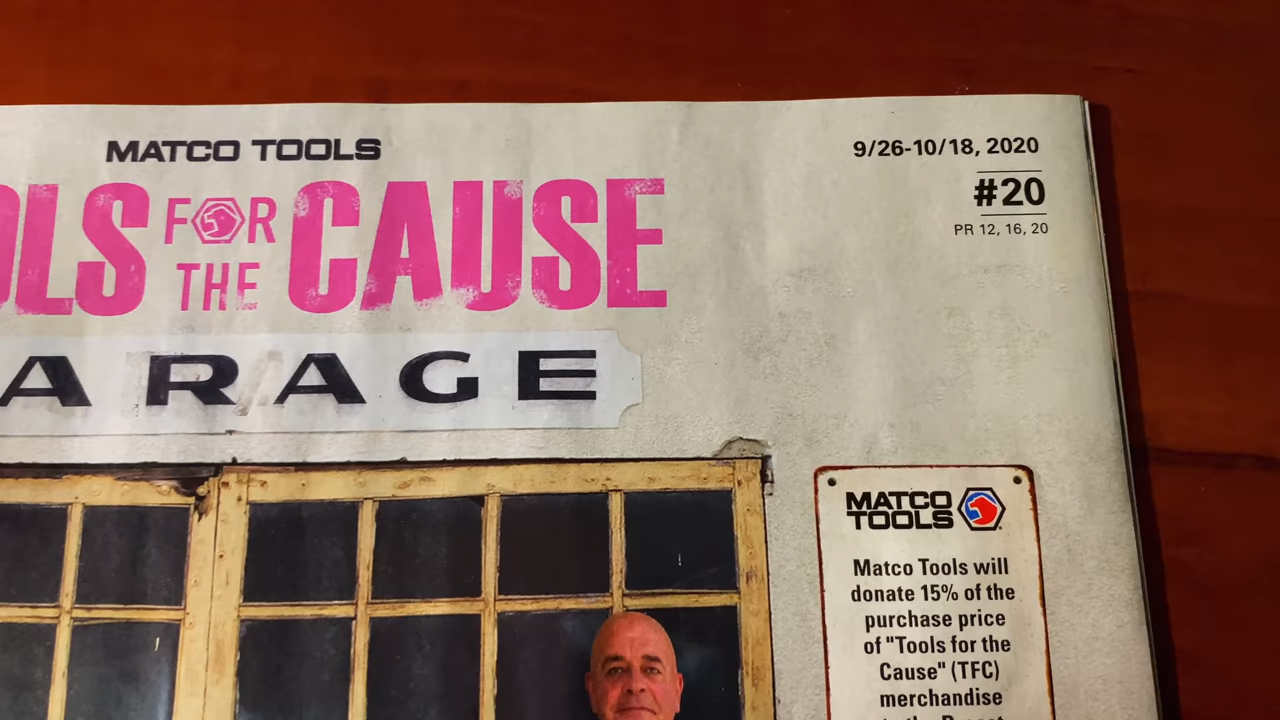 MATCO TOOLS
9/26-10/18, 2020
#20
PR 12, 16, 20
OLS FOR THE CAUSE
ARAGE
MATCO
TOOLS
Matco Tools will
donate 15% of the
purchase price
of "Tools for the
Cause" (TFC)
merchandise